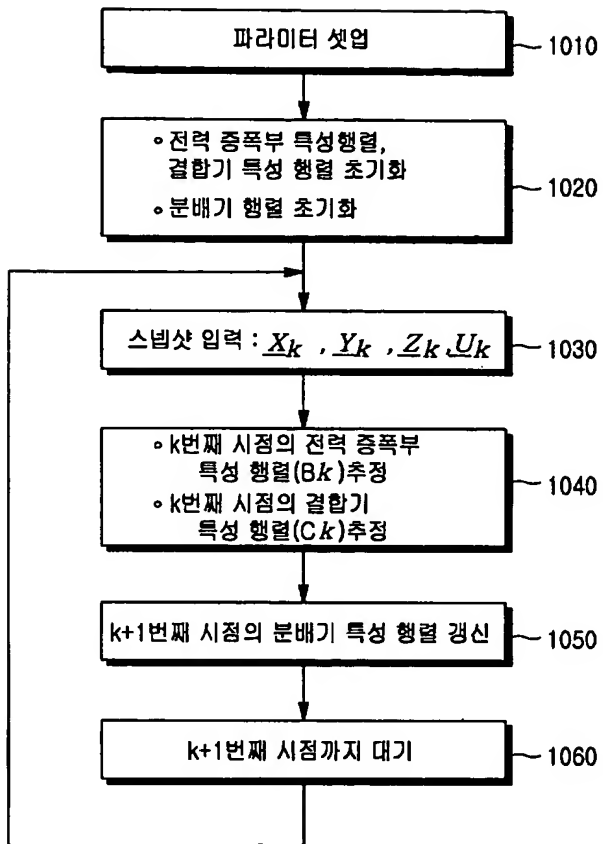 파라미터 셋업
1010
∘ 전력 증폭부 특성행렬,
결합기 특성 행렬 초기화
∘ 분배기 행렬 초기화
1020
스넵샷 입력 : X_k , Y_k , Z_k , U_k
1030
∘ k번째 시점의 전력 증폭부
특성 행렬(Bk)추정
∘ k번째 시점의 결합기
특성 행렬(Ck)추정
1040
k+1번째 시점의 분배기 특성 행렬 갱신
1050
k+1번째 시점까지 대기
1060